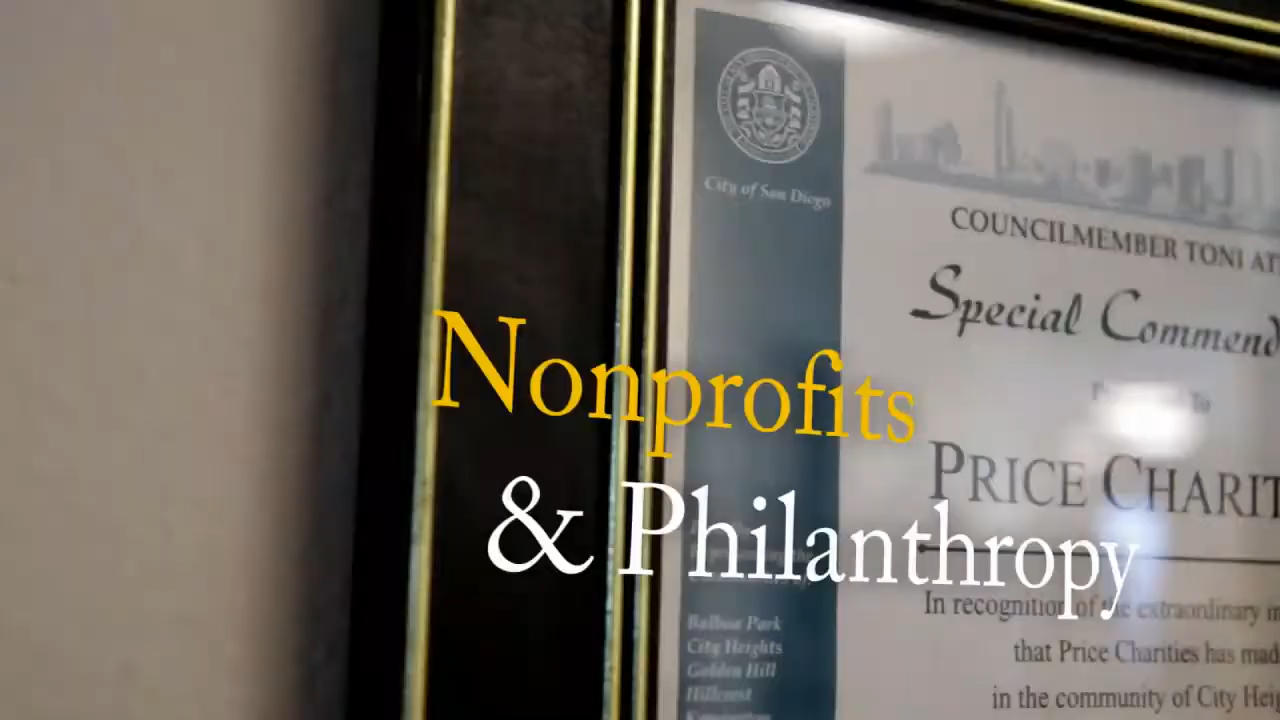 City of San Diego
COUNCILMEMBER TONI AT
Special Commend
To
PRICE CHARIT
Nonprofits
& Philanthropy
In recognition of the extraordinary
that Price Charities has mad
in the community of City Heig
Balboa Park
City Heights
Golden Hill
Hillcrest